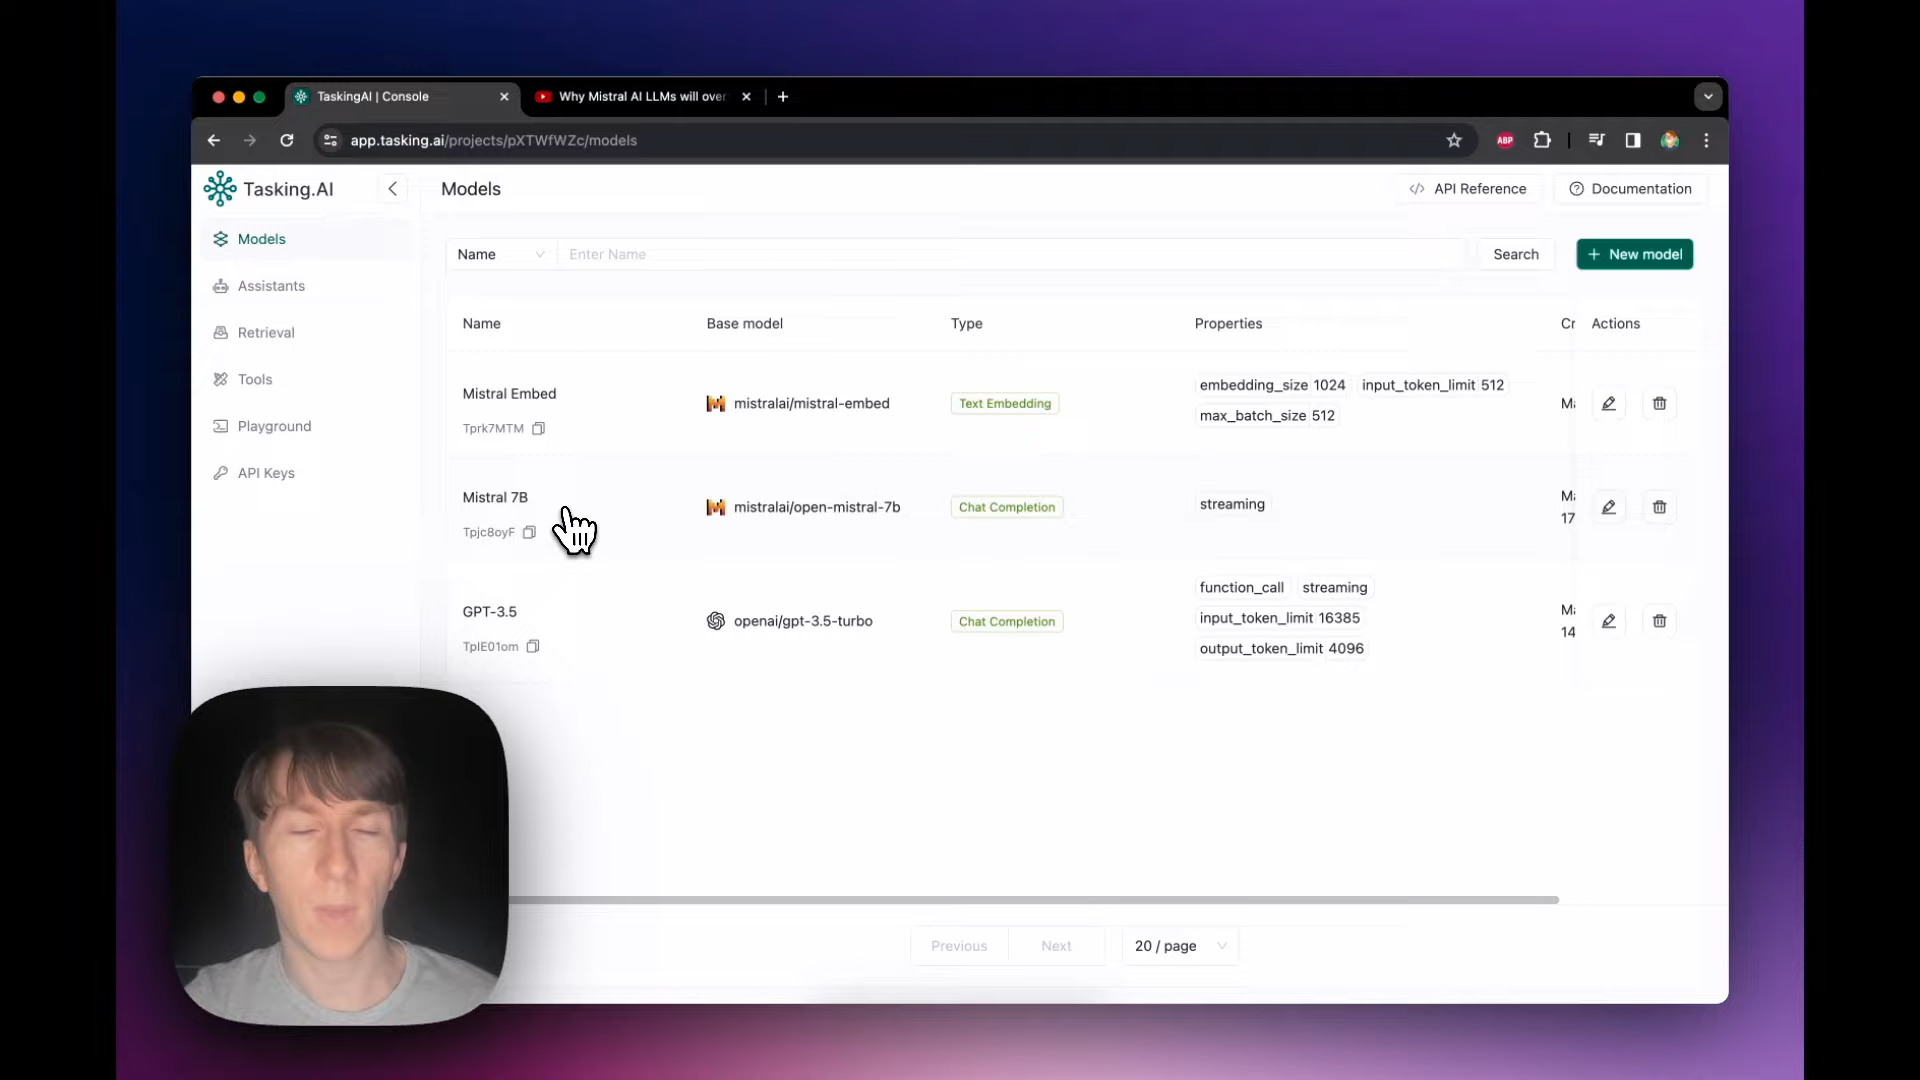 TaskingAI | Console
Why Mistral AI LLMs will over
app.tasking.ai/projects/pXTWfWZc/models
ABP
Tasking.AI
Models
API Reference
Documentation
Models
Assistants
Retrieval
Tools
Playground
API Keys
Name
Enter Name
Search
New model
Name
Base model
Type
Properties
Cr
Actions
Mistral Embed
Tprk7MTM
mistralai/mistral-embed
Text Embedding
embedding_size 1024
input_token_limit 512
max_batch_size 512
Ma
Mistral 7B
Tpjc8oyF
mistralai/open-mistral-7b
Chat Completion
streaming
Ma
17
GPT-3.5
TplE01om
openai/gpt-3.5-turbo
Chat Completion
function_call
streaming
input_token_limit 16385
output_token_limit 4096
Ma
14
Previous
Next
20 / page